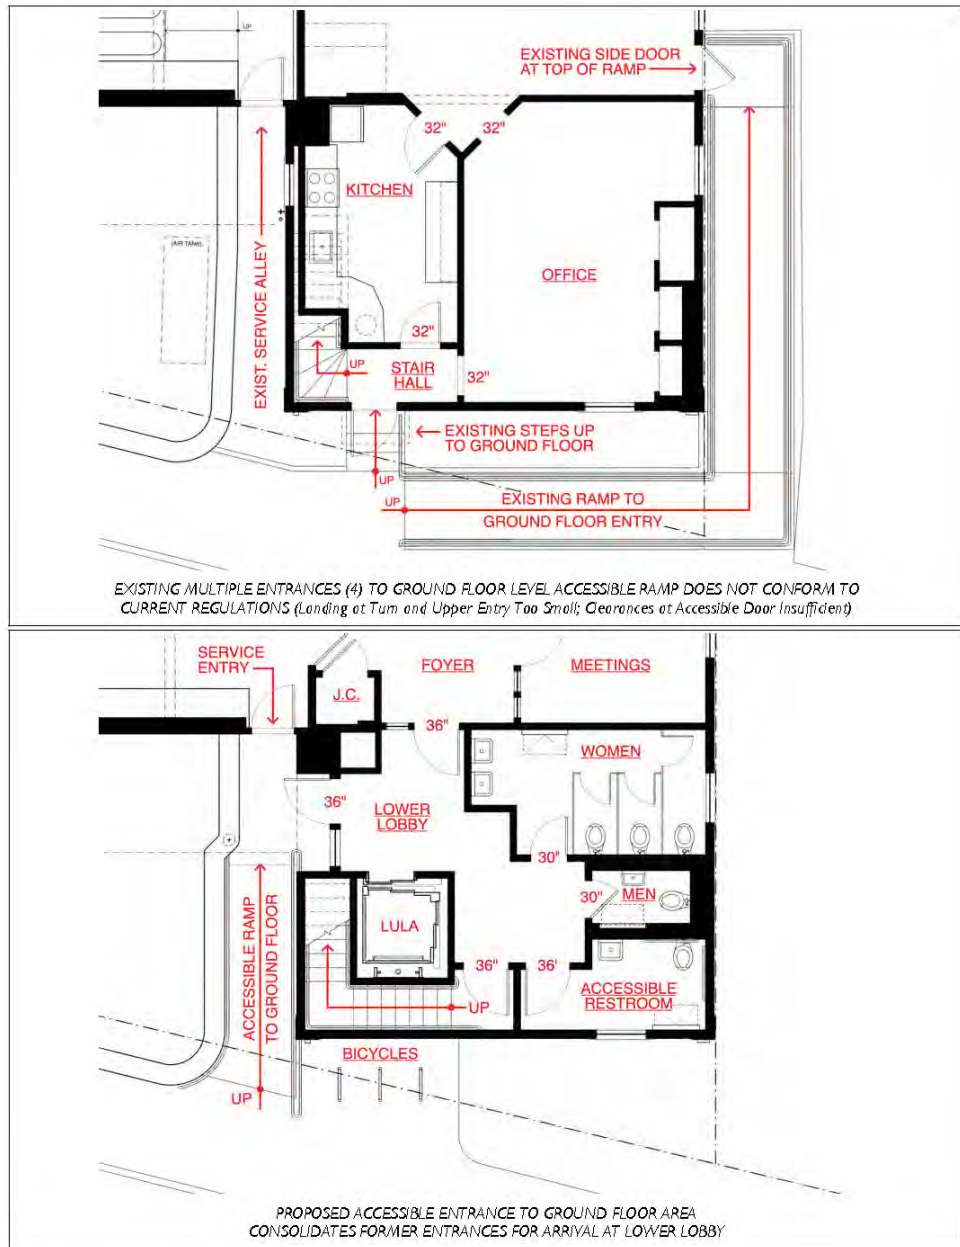 UP
EXISTING SIDE DOOR
AT TOP OF RAMP
32"
32"
KITCHEN
(AIR TANK)
OFFICE
EXIST. SERVICE ALLEY
32"
UP
STAIR
HALL
32"
EXISTING STEPS UP
TO GROUND FLOOR
UP
UP
EXISTING RAMP TO
GROUND FLOOR ENTRY
EXISTING MULTIPLE ENTRANCES (4) TO GROUND FLOOR LEVEL ACCESSIBLE RAMP DOES NOT CONFORM TO
CURRENT REGULATIONS (Landing at Turn and Upper Entry Too Small; Clearances at Accessible Door Insufficient)
SERVICE
ENTRY
FOYER
MEETINGS
J.C.
36"
WOMEN
36"
LOWER
LOBBY
30"
30"
MEN
LULA
ACCESSIBLE RAMP
TO GROUND FLOOR
36"
36'
ACCESSIBLE
RESTROOM
UP
BICYCLES
UP
PROPOSED ACCESSIBLE ENTRANCE TO GROUND FLOOR AREA
CONSOLIDATES FORMER ENTRANCES FOR ARRIVAL AT LOWER LOBBY